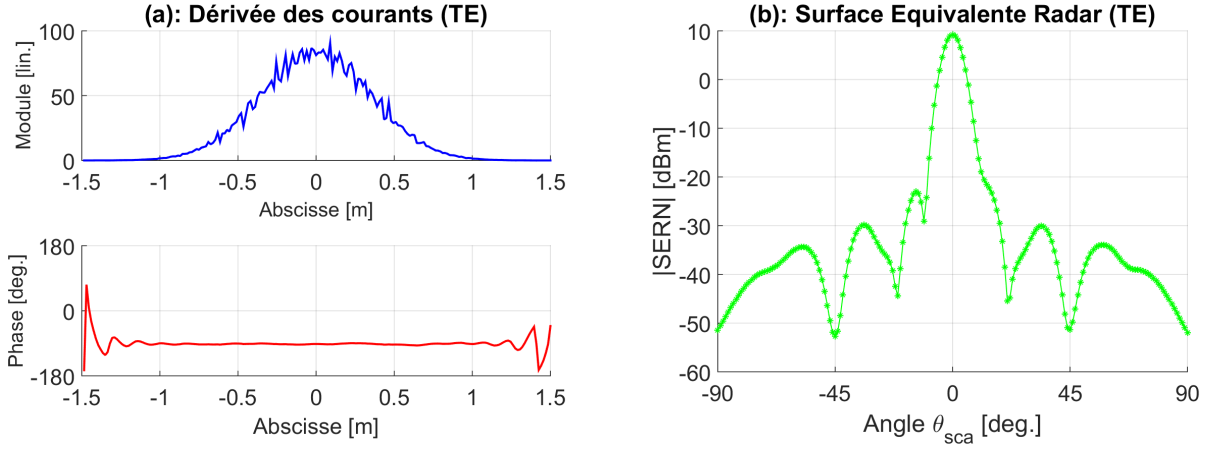 (a): Dérivée des courants (TE)
Module [lin.]
100
50
0
-1.5 -1 -0.5 0 0.5 1 1.5
Abscisse [m]
Phase [deg.]
180
0
-180
-1.5 -1 -0.5 0 0.5 1 1.5
Abscisse [m]
(b): Surface Equivalente Radar (TE)
|SERN| [dBm]
10
0
-10
-20
-30
-40
-50
-60
-90 -45 0 45 90
Angle θsca [deg.]